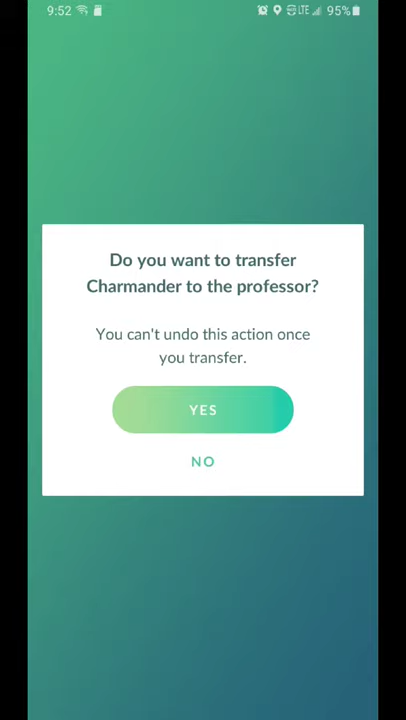 9:52 LTE 95%
Do you want to transfer
Charmander to the professor?
You can't undo this action once
you transfer.
YES
NO